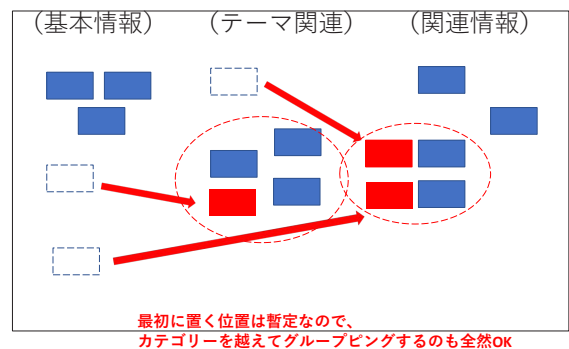 （基本情報） （テーマ関連） （関連情報）
最初に置く位置は暫定なので、
カテゴリーを越えてグループピングするのも全然OK